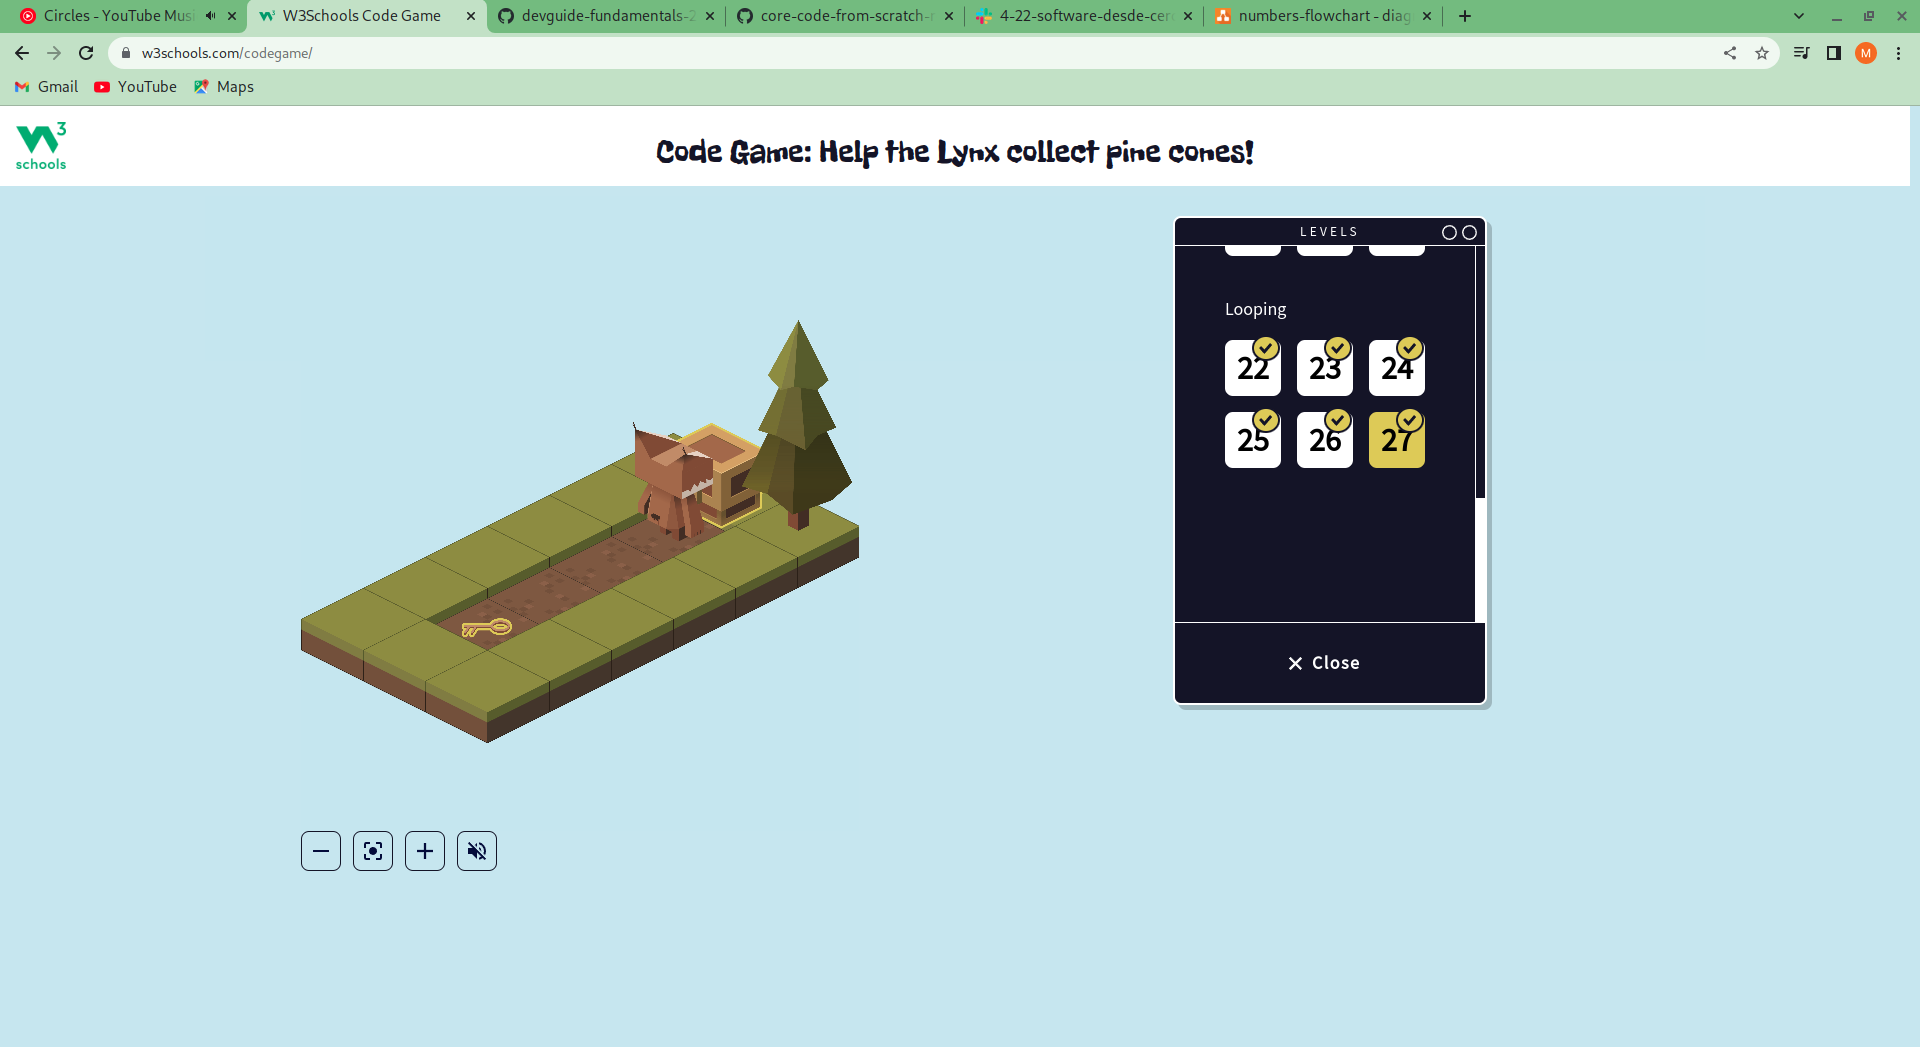 Circles - YouTube Musi
W3Schools Code Game
devguide-fundamentals-2
core-code-from-scratch-r
4-22-software-desde-cer
numbers-flowchart - diag
w3schools.com/codegame/
M
Gmail
YouTube
Maps
W3
schools
Code Game: Help the Lynx collect pine cones!
LEVELS
Looping
22 23 24
25 26 27
Close